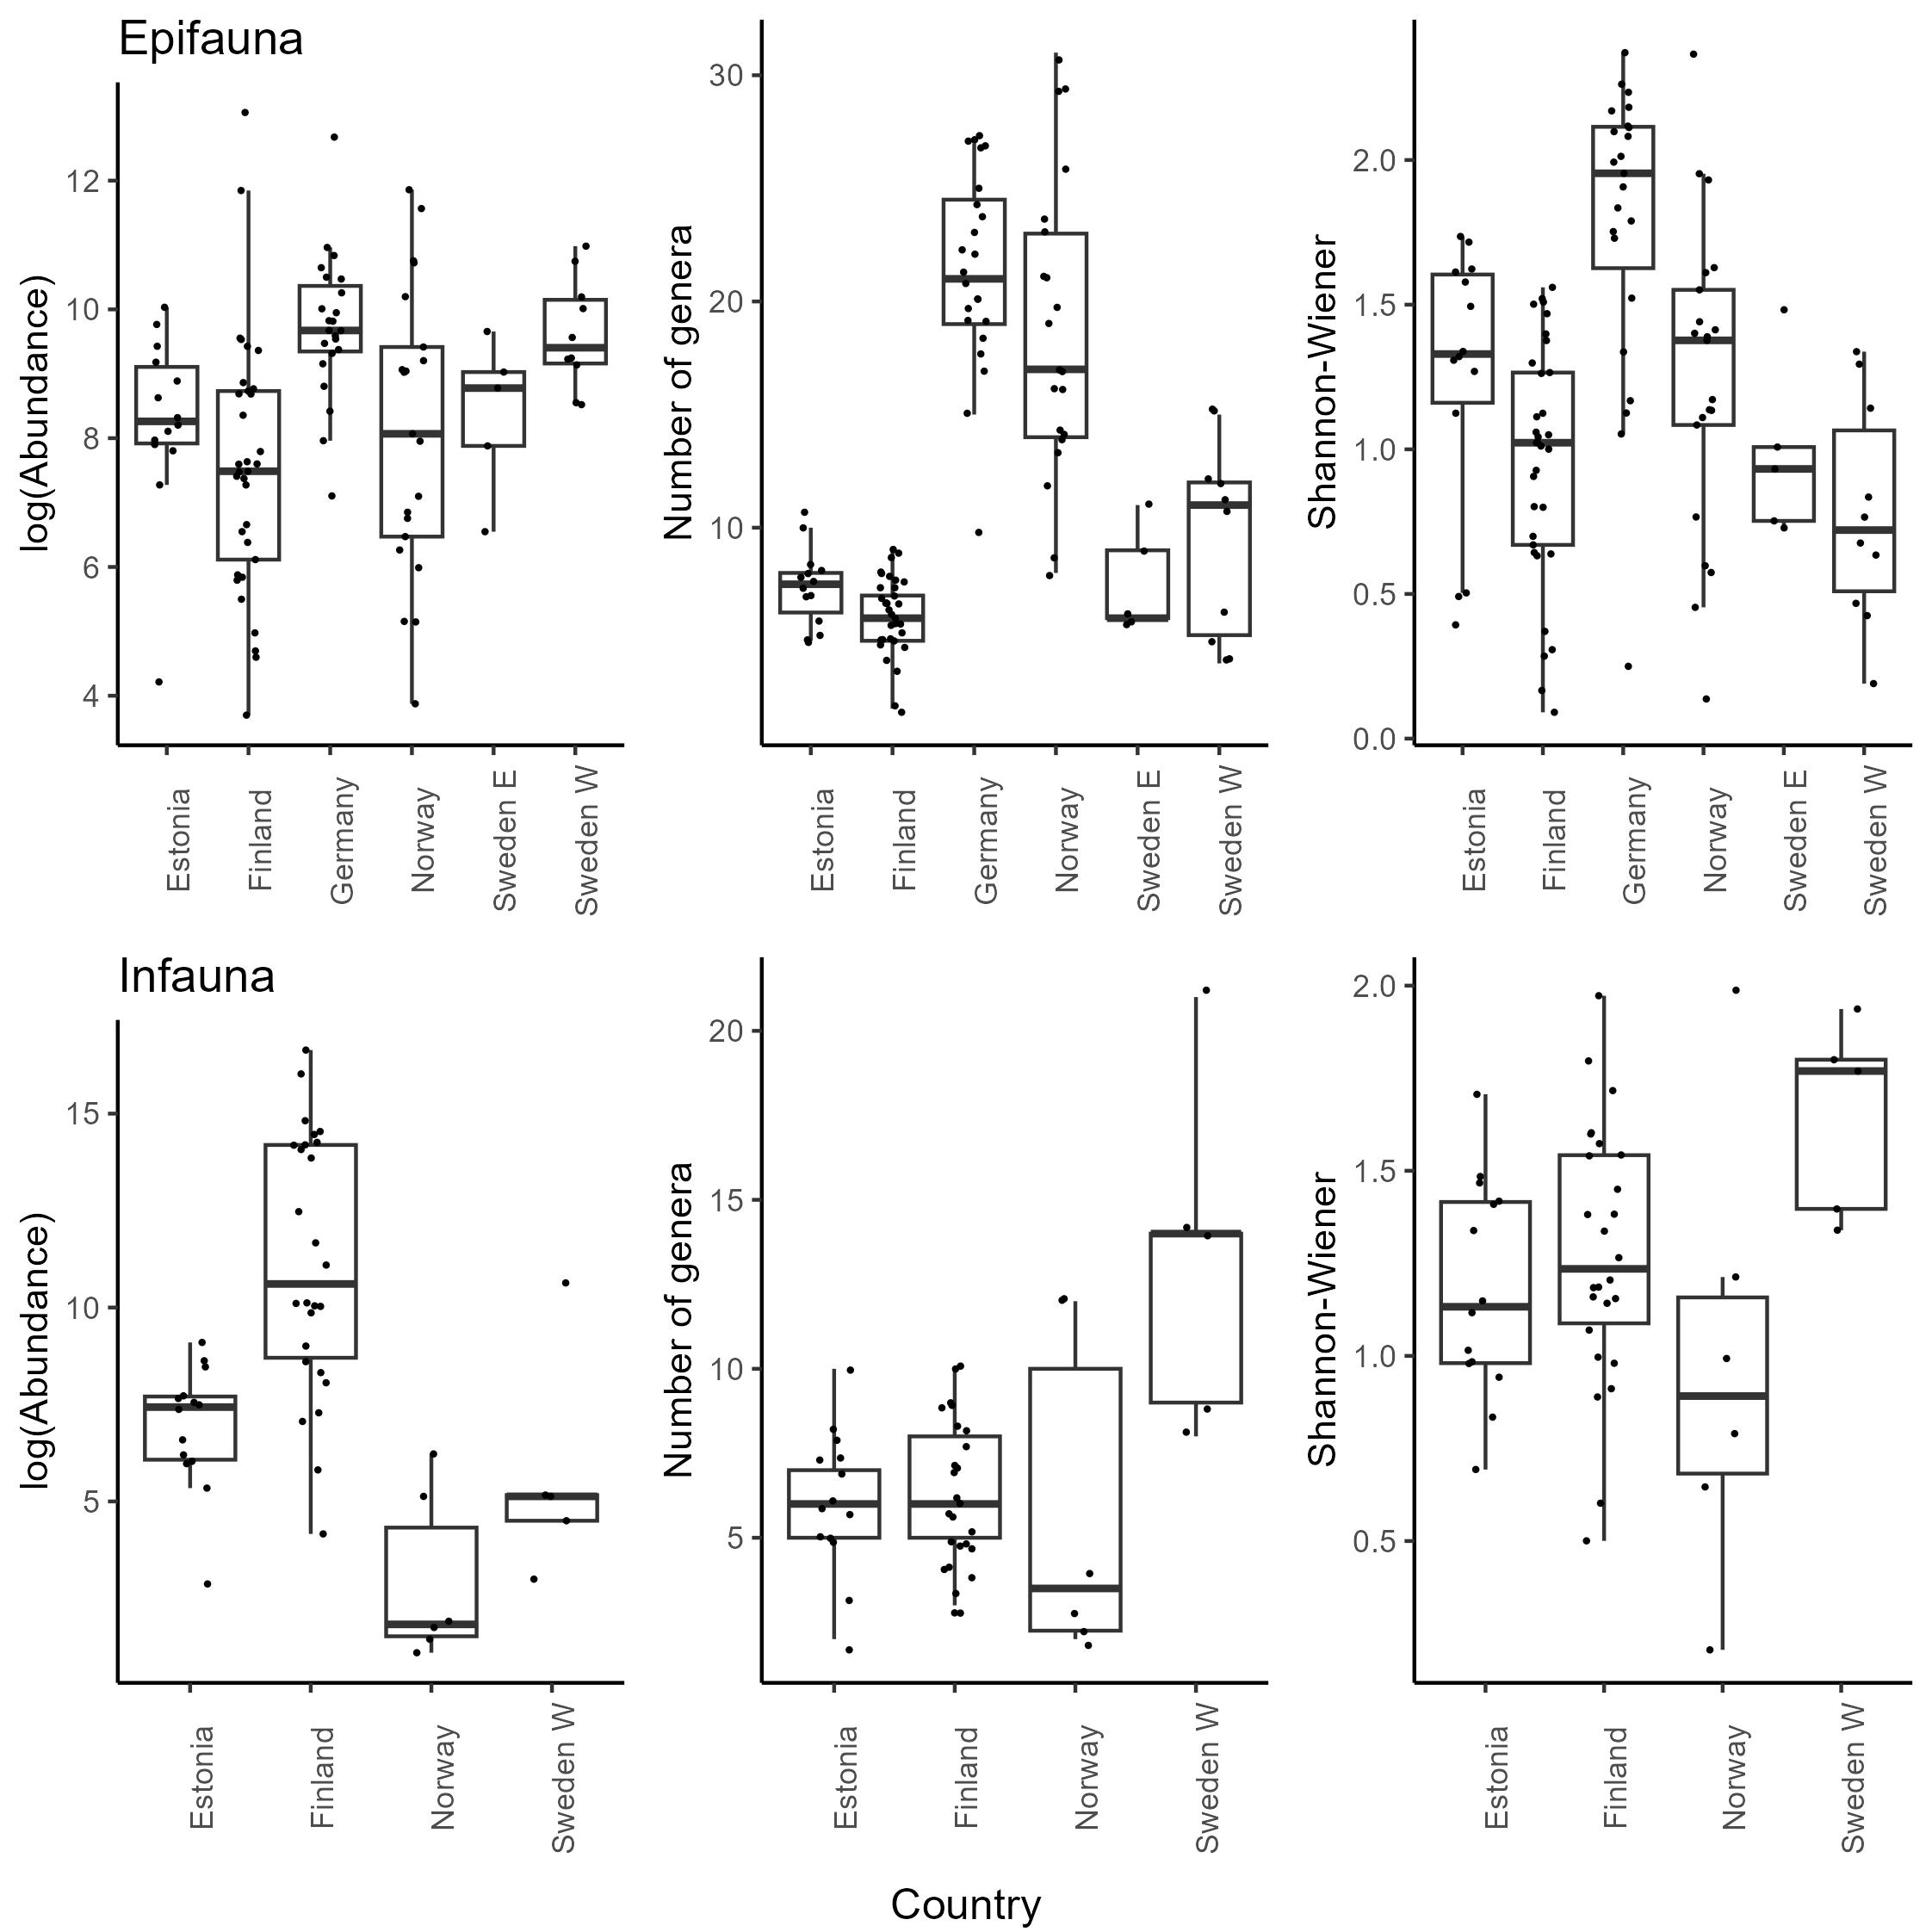 Epifauna
log(Abundance)
12
10
8
6
4
Estonia
Finland
Germany
Norway
Sweden E
Sweden W
Number of genera
30
20
10
Estonia
Finland
Germany
Norway
Sweden E
Sweden W
Shannon-Wiener
2.0
1.5
1.0
0.5
0.0
Estonia
Finland
Germany
Norway
Sweden E
Sweden W
Infauna
log(Abundance)
15
10
5
Estonia
Finland
Norway
Sweden W
Number of genera
20
15
10
5
Estonia
Finland
Norway
Sweden W
Shannon-Wiener
2.0
1.5
1.0
0.5
Estonia
Finland
Norway
Sweden W
Country